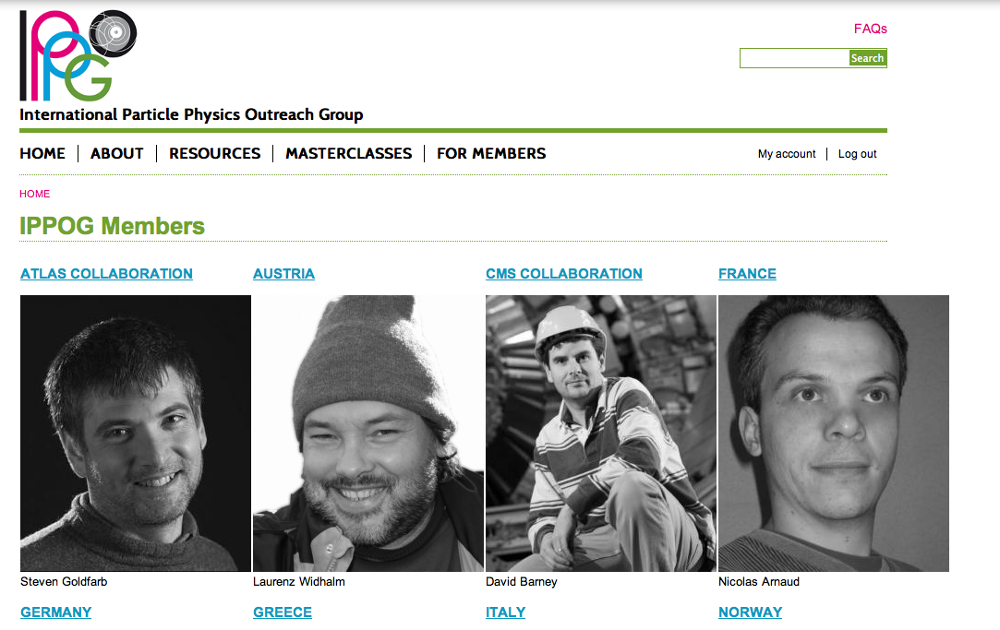 IPPOG
FAQs
Search
International Particle Physics Outreach Group
HOME ABOUT RESOURCES MASTERCLASSES FOR MEMBERS My account Log out
HOME
IPPOG Members
ATLAS COLLABORATION AUSTRIA CMS COLLABORATION FRANCE
Steven Goldfarb Laurenz Widhalm David Barney Nicolas Arnaud
GERMANY GREECE ITALY NORWAY